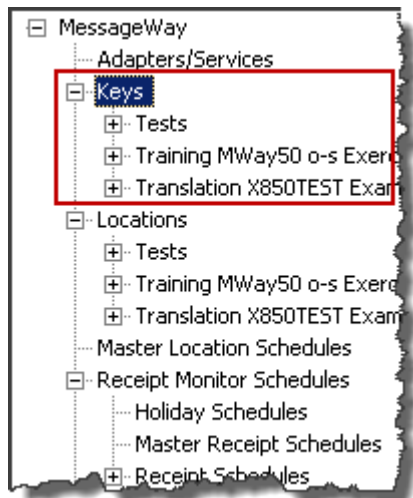 MessageWay
Adapters/Services
Keys
Tests
Training MWay50 o-s Exerc
Translation X850TEST Exam
Locations
Tests
Training MWay50 o-s Exerc
Translation X850TEST Exam
Master Location Schedules
Receipt Monitor Schedules
Holiday Schedules
Master Receipt Schedules
Receipt Schedules